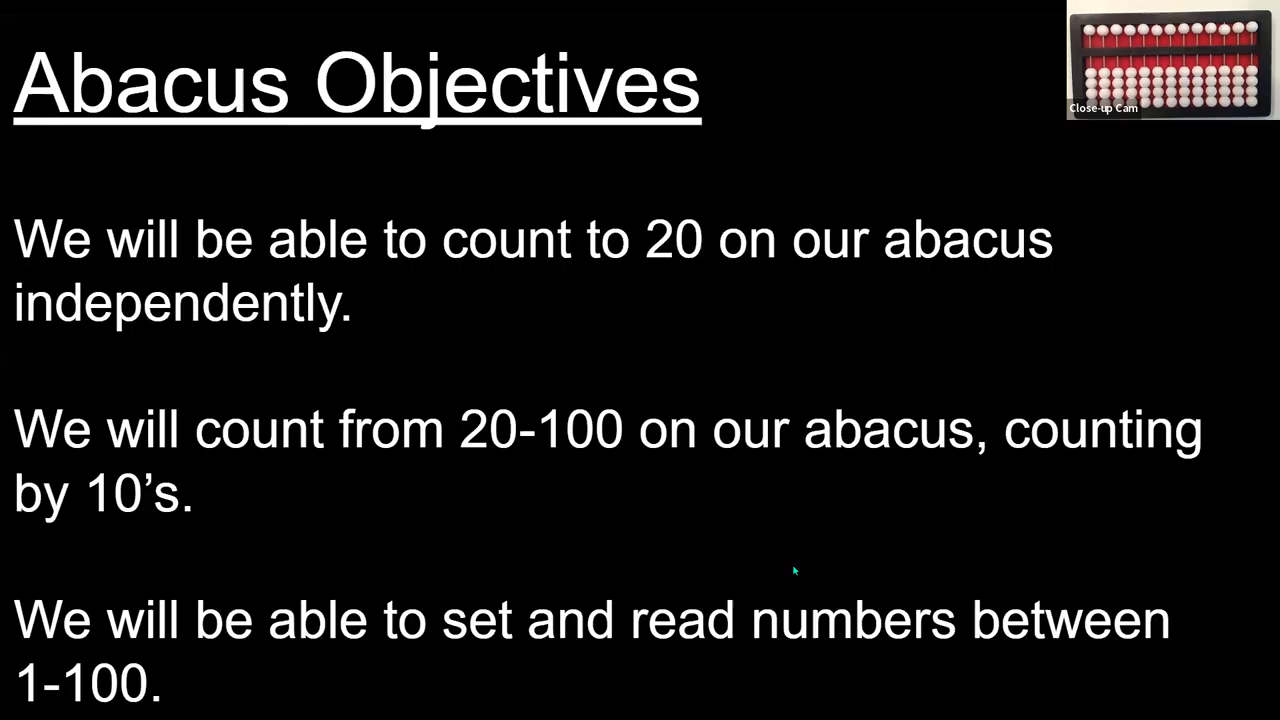 Abacus Objectives
Close-up Cam
We will be able to count to 20 on our abacus
independently.
We will count from 20-100 on our abacus, counting
by 10’s.
We will be able to set and read numbers between
1-100.